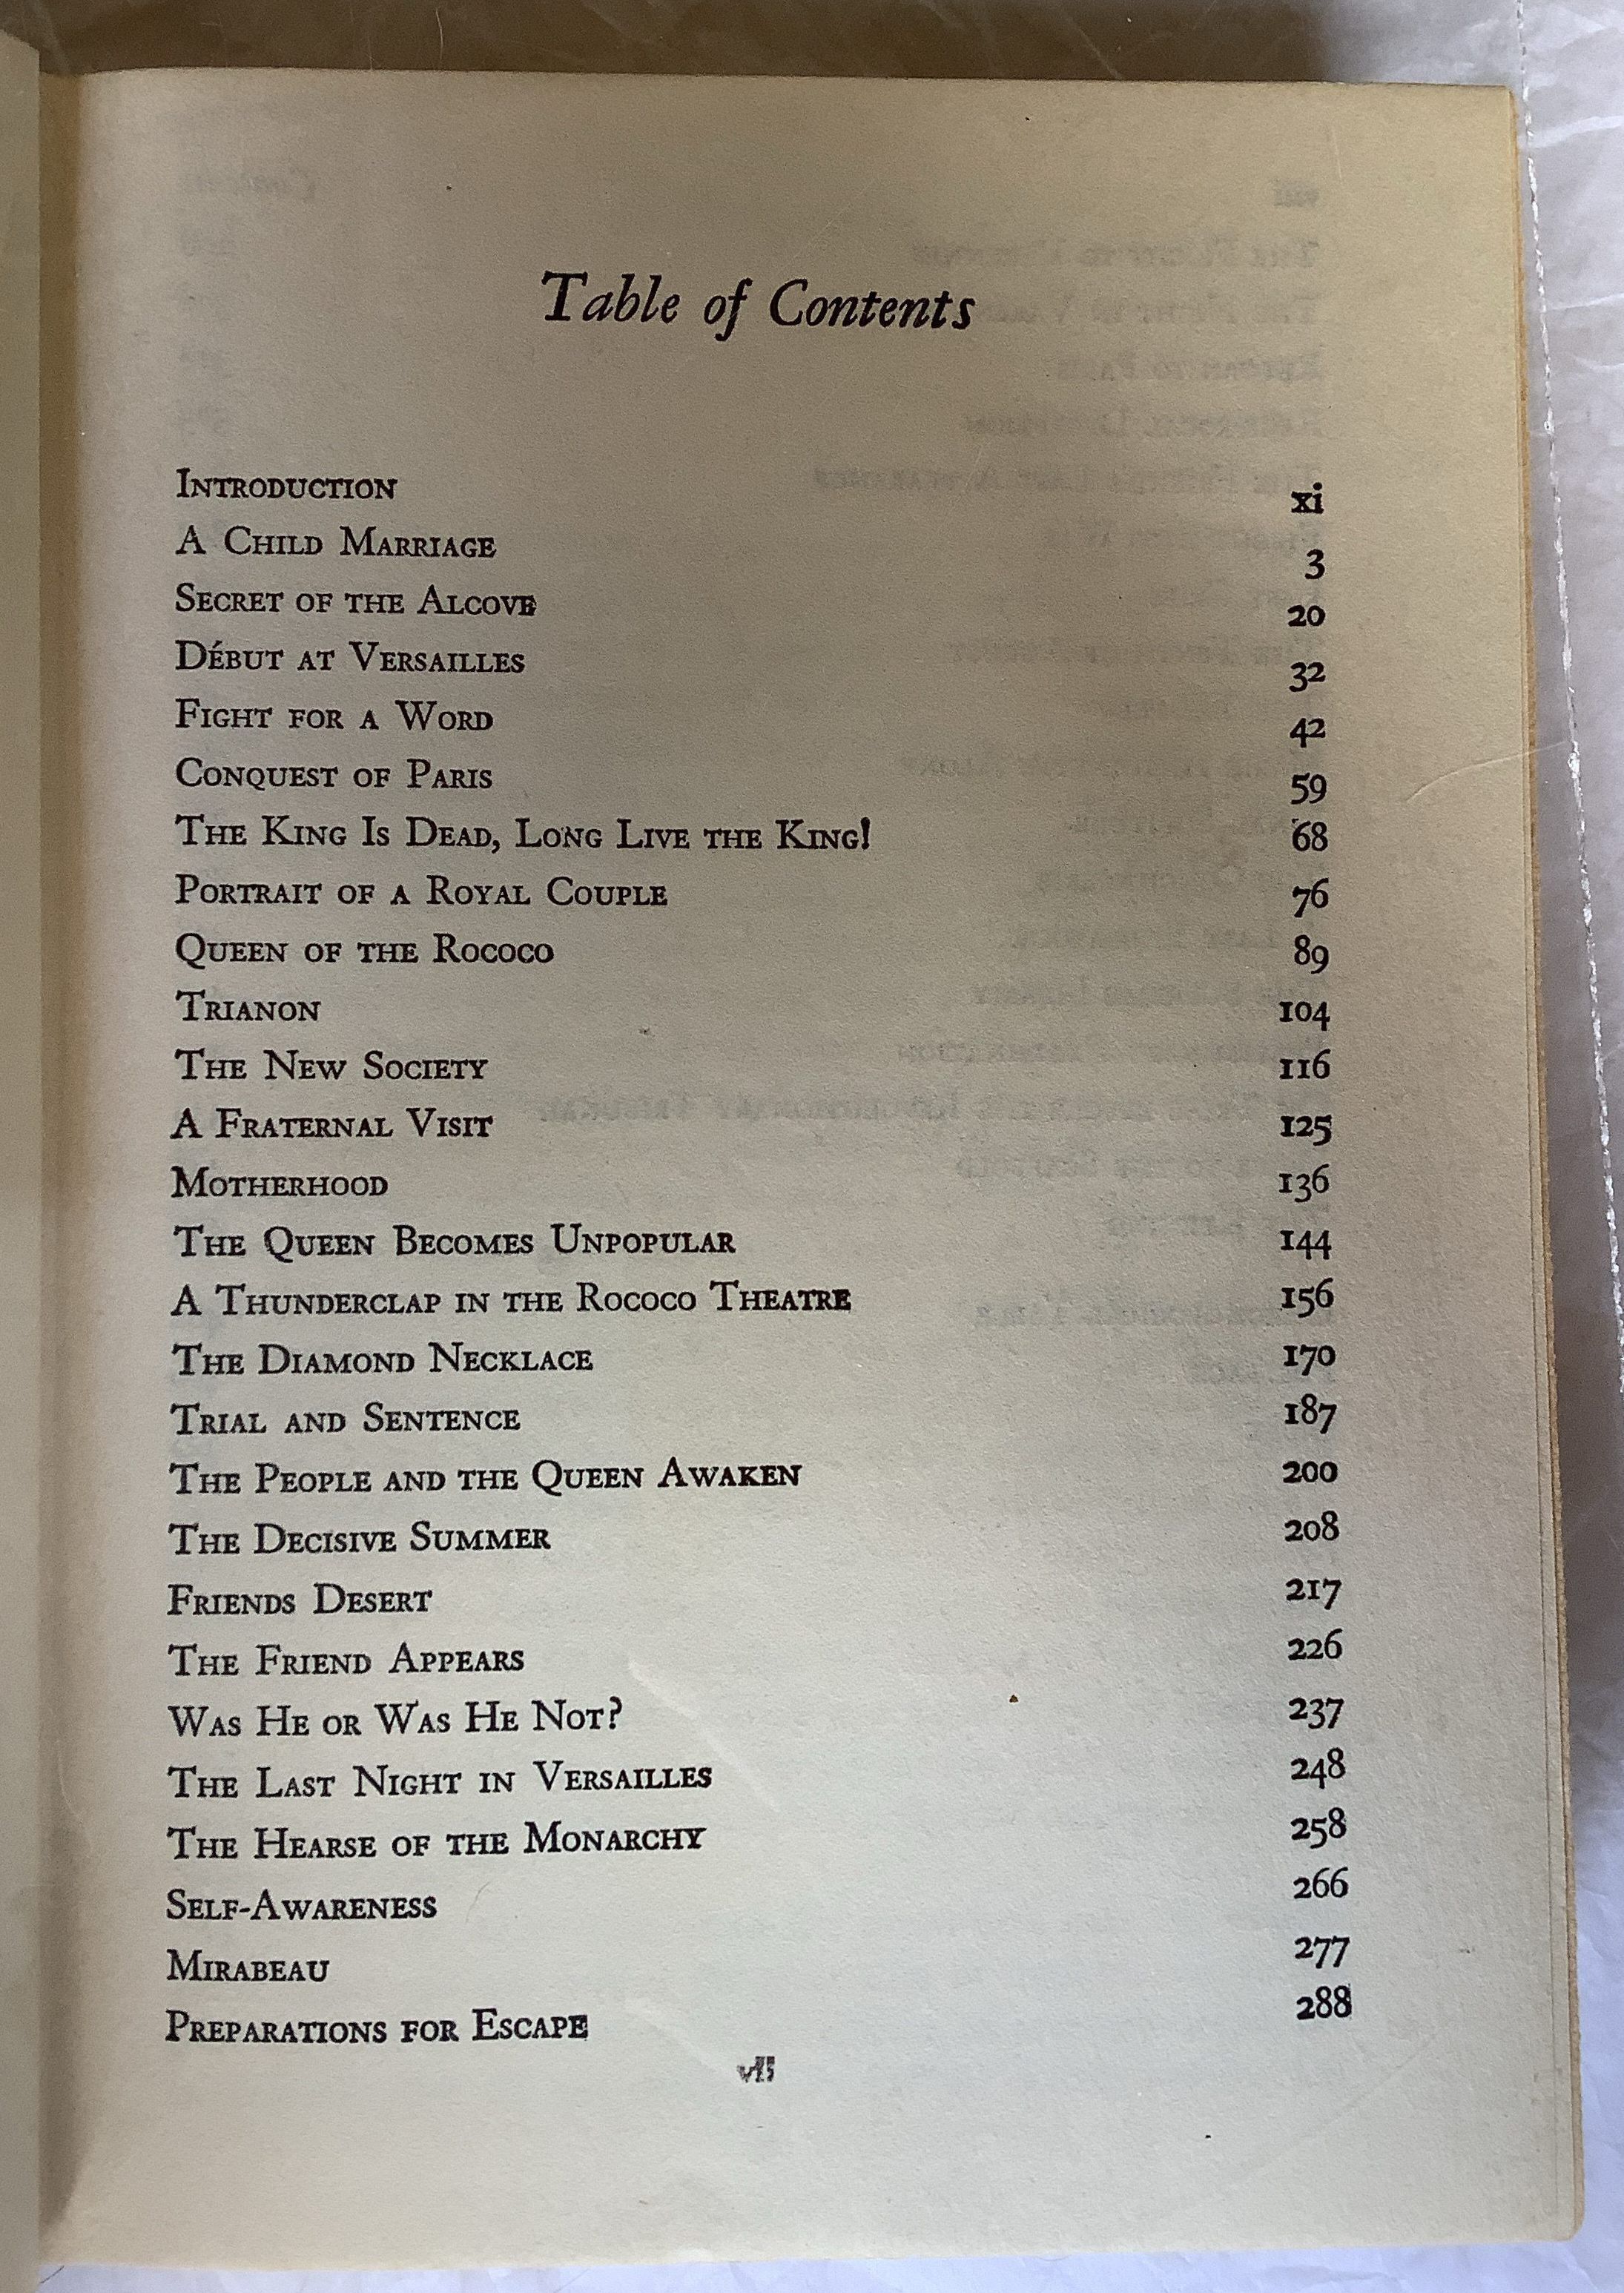 Table of Contents
Introduction xi
A Child Marriage 3
Secret of the Alcove 20
Début at Versailles 32
Fight for a Word 42
Conquest of Paris 59
The King Is Dead, Long Live the King! 68
Portrait of a Royal Couple 76
Queen of the Rococo 89
Trianon 104
The New Society 116
A Fraternal Visit 125
Motherhood 136
The Queen Becomes Unpopular 144
A Thunderclap in the Rococo Theatre 156
The Diamond Necklace 170
Trial and Sentence 187
The People and the Queen Awaken 200
The Decisive Summer 208
Friends Desert 217
The Friend Appears 226
Was He or Was He Not? 237
The Last Night in Versailles 248
The Hearse of the Monarchy 258
Self-Awareness 266
Mirabeau 277
Preparations for Escape 288
vii